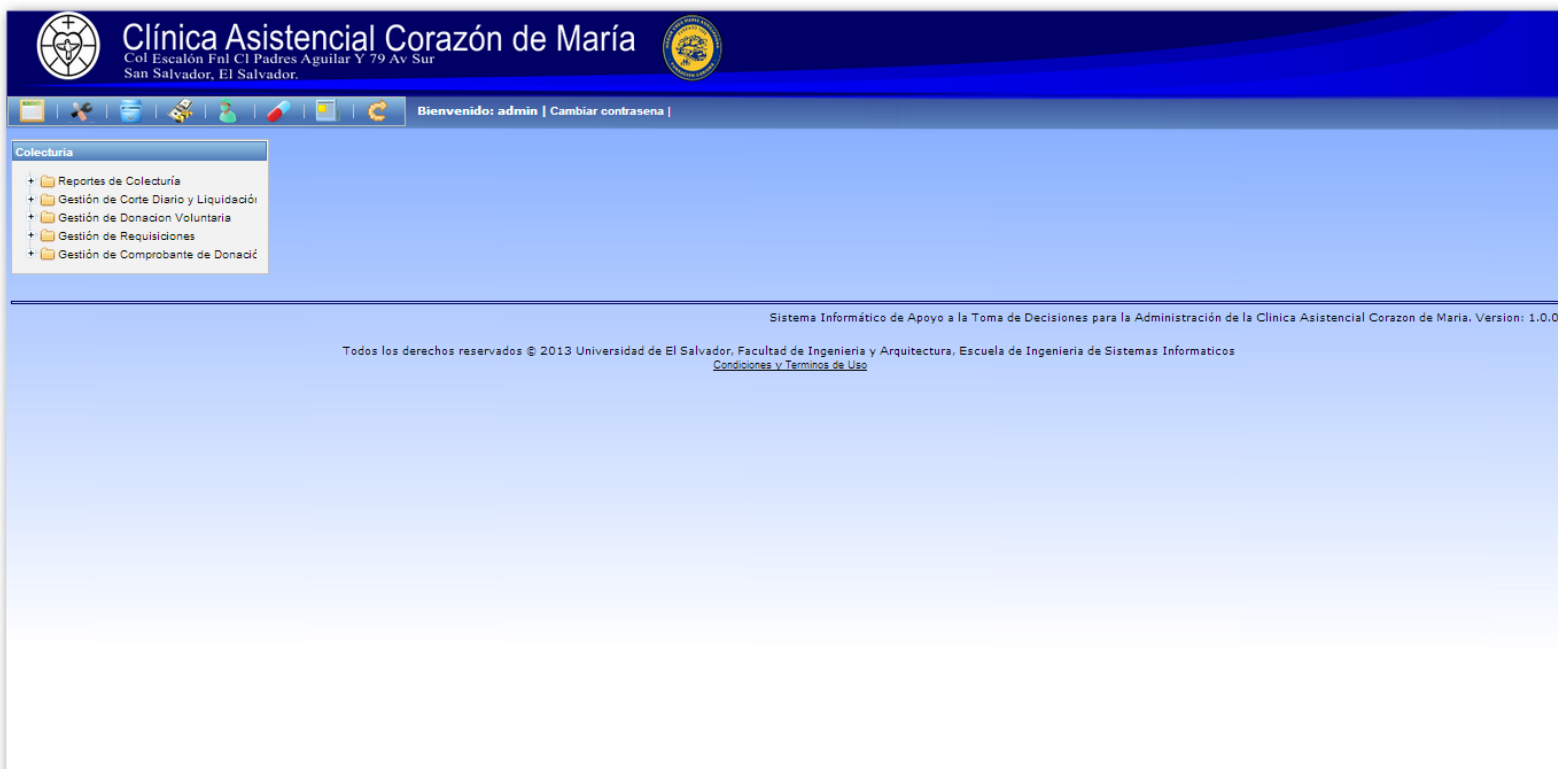 Clínica Asistencial Corazón de María
Col Escalón Fnl Cl Padres Aguilar Y 79 Av Sur
San Salvador, El Salvador.
Bienvenido: admin | Cambiar contrasena |
Colecturia
Reportes de Colecturía
Gestión de Corte Diario y Liquidación
Gestión de Donacion Voluntaria
Gestión de Requisiciones
Gestión de Comprobante de Donació
Sistema Informático de Apoyo a la Toma de Decisiones para la Administración de la Clinica Asistencial Corazon de Maria. Version: 1.0.0
Todos los derechos reservados © 2013 Universidad de El Salvador, Facultad de Ingenieria y Arquitectura, Escuela de Ingenieria de Sistemas Informaticos
Condiciones y Terminos de Uso